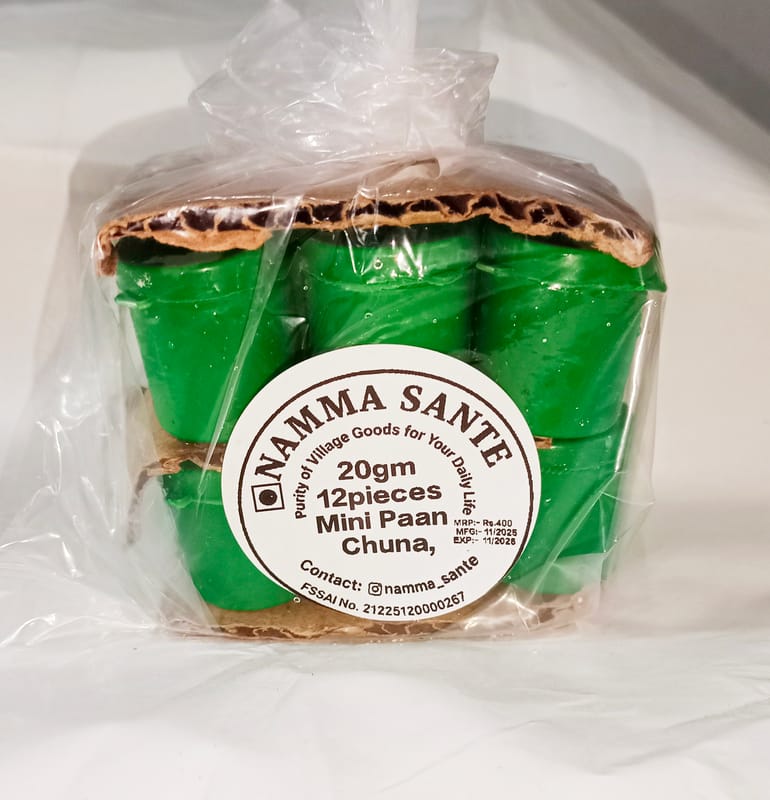 NAMMA SANTE
Purity of Village Goods for Your Daily Life
20gm
12pieces
Mini Paan
Chuna,
MRP:- Rs.400
MFG:- 11/2025
EXP:- 11/2026
Contact: namma_sante
FSSAI No. 21225120000267